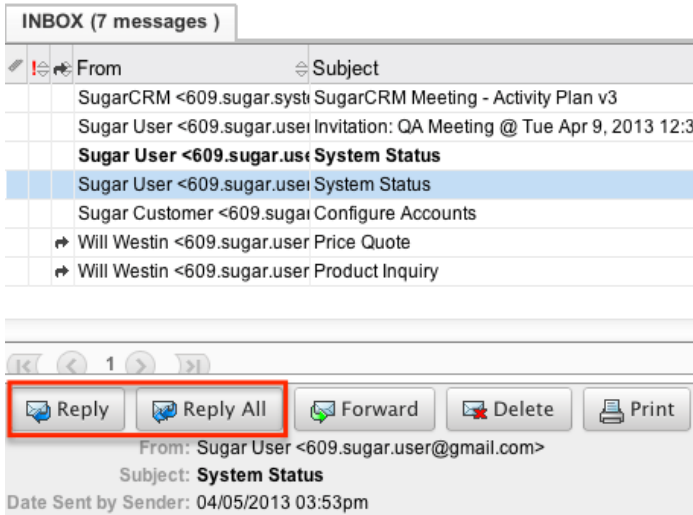 INBOX (7 messages )
! From Subject
SugarCRM <609.sugar.syst SugarCRM Meeting - Activity Plan v3
Sugar User <609.sugar.user Invitation: QA Meeting @ Tue Apr 9, 2013 12:3
Sugar User <609.sugar.use System Status
Sugar User <609.sugar.user System Status
Sugar Customer <609.sugar Configure Accounts
Will Westin <609.sugar.user Price Quote
Will Westin <609.sugar.user Product Inquiry
1
Reply Reply All Forward Delete Print
From: Sugar User <609.sugar.user@gmail.com>
Subject: System Status
Date Sent by Sender: 04/05/2013 03:53pm